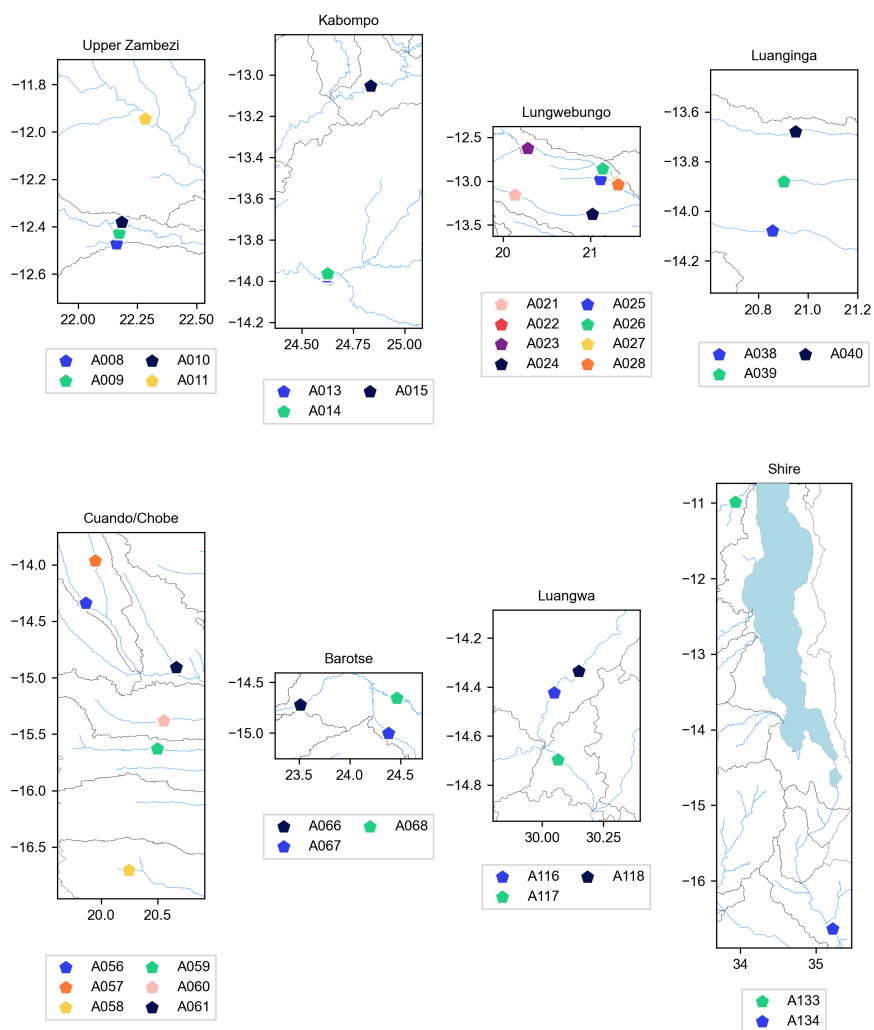 Upper Zambezi
−11.8
−12.0
−12.2
−12.4
−12.6
22.00 22.25 22.50
A008 A010
A009 A011
Kabompo
−13.0
−13.2
−13.4
−13.6
−13.8
−14.0
−14.2
24.50 24.75 25.00
A013 A015
A014
Lungwebungo
−12.5
−13.0
−13.5
20 21
A021 A025
A022 A026
A023 A027
A024 A028
Luanginga
−13.6
−13.8
−14.0
−14.2
20.8 21.0 21.2
A038 A040
A039
Cuando/Chobe
−14.0
−14.5
−15.0
−15.5
−16.0
−16.5
20.0 20.5
A056 A059
A057 A060
A058 A061
Barotse
−14.5
−15.0
23.5 24.0 24.5
A066 A068
A067
Luangwa
−14.2
−14.4
−14.6
−14.8
30.00 30.25
A116 A118
A117
Shire
−11
−12
−13
−14
−15
−16
34 35
A133
A134